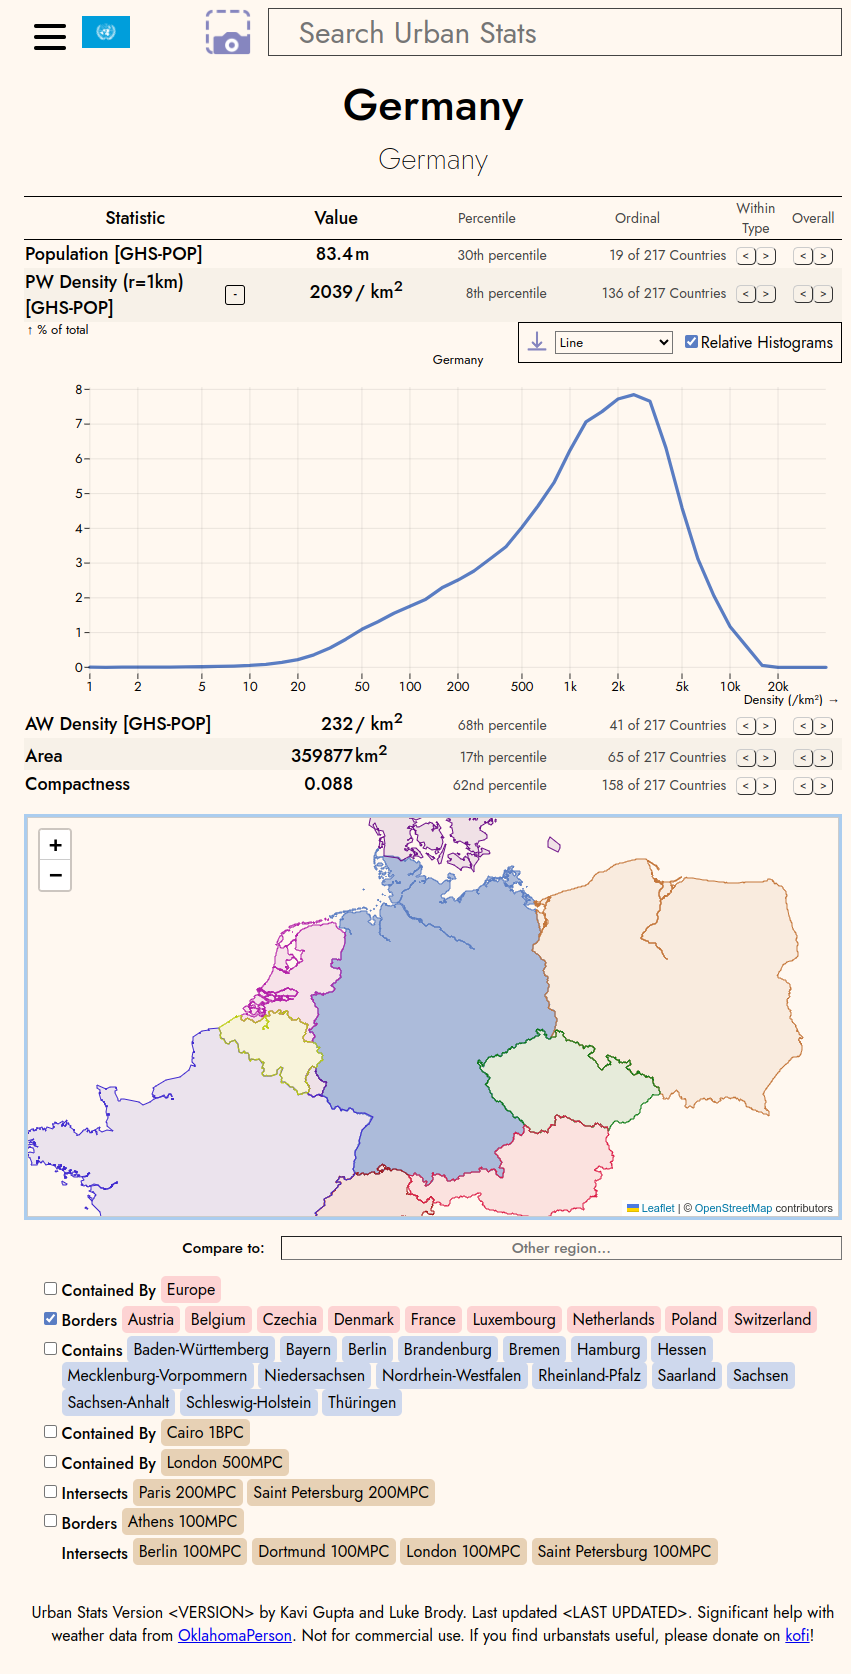 Search Urban Stats
Germany
Germany
Statistic Value Percentile Ordinal Within Type Overall
Population [GHS-POP] 83.4 m 30th percentile 19 of 217 Countries < > < >
PW Density (r=1km) [GHS-POP] - 2039 / km² 8th percentile 136 of 217 Countries < > < >
↑ % of total
Line Relative Histograms
Germany
8
7
6
5
4
3
2
1
0
1 2 5 10 20 50 100 200 500 1k 2k 5k 10k 20k
Density (/km²) →
AW Density [GHS-POP] 232 / km² 68th percentile 41 of 217 Countries < > < >
Area 359877 km² 17th percentile 65 of 217 Countries < > < >
Compactness 0.088 62nd percentile 158 of 217 Countries < > < >
+
−
Leaflet | © OpenStreetMap contributors
Compare to: Other region...
Contained By Europe
Borders Austria Belgium Czechia Denmark France Luxembourg Netherlands Poland Switzerland
Contains Baden-Württemberg Bayern Berlin Brandenburg Bremen Hamburg Hessen
Mecklenburg-Vorpommern Niedersachsen Nordrhein-Westfalen Rheinland-Pfalz Saarland Sachsen
Sachsen-Anhalt Schleswig-Holstein Thüringen
Contained By Cairo 1BPC
Contained By London 500MPC
Intersects Paris 200MPC Saint Petersburg 200MPC
Borders Athens 100MPC
Intersects Berlin 100MPC Dortmund 100MPC London 100MPC Saint Petersburg 100MPC
Urban Stats Version <VERSION> by Kavi Gupta and Luke Brody. Last updated <LAST UPDATED>. Significant help with
weather data from OklahomaPerson. Not for commercial use. If you find urbanstats useful, please donate on kofi!